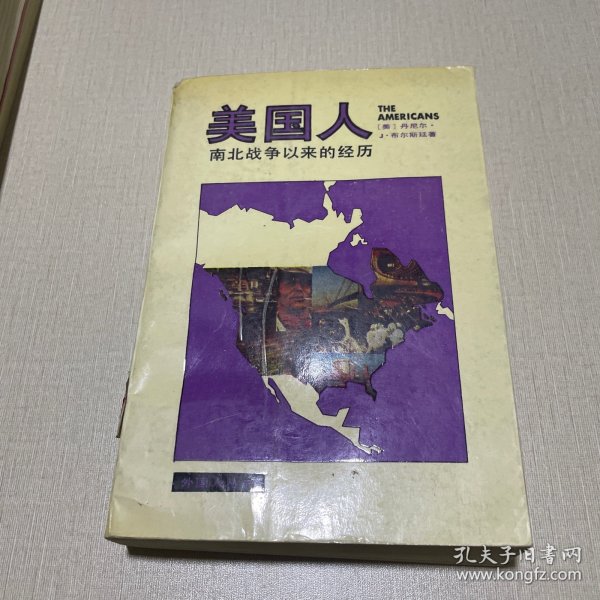 美国人
THE
AMERICANS
[美] 丹尼尔·
J·布尔斯廷著
南北战争以来的经历
孔夫子旧书网
www.kongfz.com